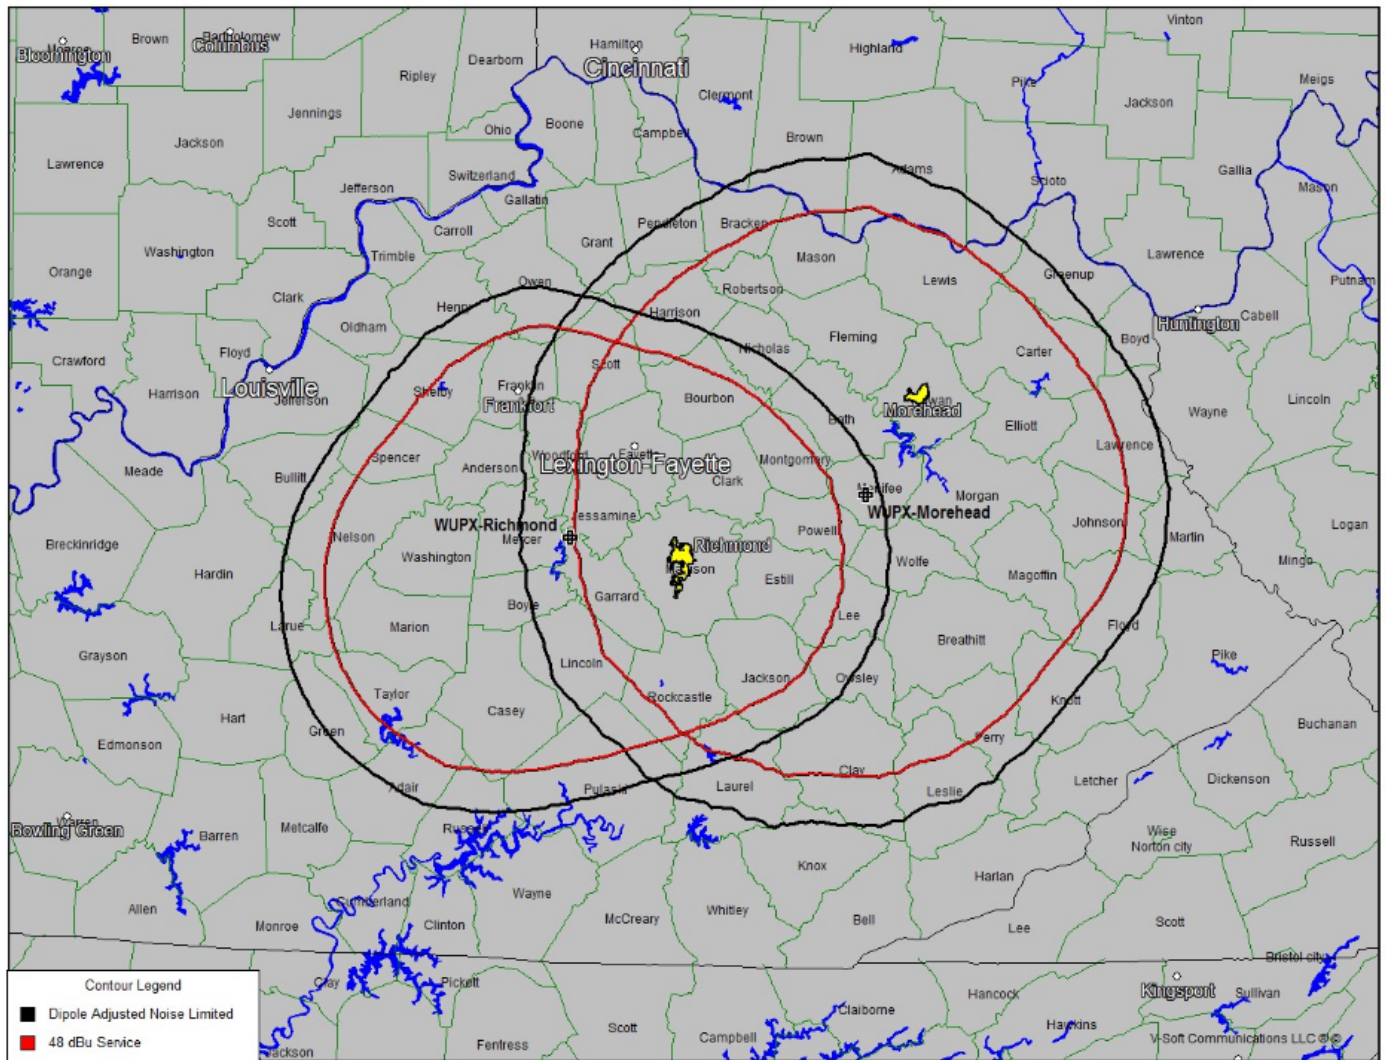 Vinton
Brown
Bartholomew
Columbus
Bloomington
Hamilton
Cincinnati
Highland
Dearborn
Ripley
Pike
Meigs
Clermont
Jackson
Jennings
Ohio
Boone
Campbell
Brown
Jackson
Lawrence
Switzerland
Gallatin
Adams
Scioto
Gallia
Mason
Jefferson
Scott
Carroll
Pendleton
Bracken
Grant
Washington
Trimble
Mason
Lawrence
Orange
Owen
Robertson
Lewis
Greenup
Putnam
Clark
Henry
Harrison
Huntington
Cabell
Oldham
Fleming
Boyd
Floyd
Nicholas
Carter
Crawford
Scott
Louisville
Harrison
Jefferson
Shelby
Franklin
Frankfort
Bourbon
Morehead
Wayne
Lincoln
Bath
Elliott
Lawrence
Woodford
Fayette
Lexington-Fayette
Spencer
Anderson
Montgomery
Meade
Bullitt
Clark
Menifee
Morgan
WUPX-Morehead
WUPX-Richmond
Jessamine
Johnson
Logan
Nelson
Mercer
Powell
Martin
Breckinridge
Washington
Richmond
Madison
Wolfe
Mingo
Hardin
Estill
Magoffin
Garrard
Boyle
Lee
Larue
Marion
Floyd
Breathitt
Grayson
Lincoln
Pike
Jackson
Owsley
Taylor
Rockcastle
Knott
Hart
Casey
Buchanan
Green
Perry
Edmonson
Clay
Letcher
Dickenson
Adair
Pulaski
Laurel
Leslie
Warren
Bowling Green
Barren
Metcalfe
Russell
Wise
Norton city
Russell
Knox
Harlan
Wayne
Allen
Cumberland
Whitley
Monroe
Clinton
McCreary
Bell
Lee
Scott
Bristol city
Clay
Pickett
Kingsport
Sullivan
Hancock
Claiborne
Scott
Hawkins
Campbell
Fentress
Jackson
V-Soft Communications LLC ® ©
Contour Legend
Dipole Adjusted Noise Limited
48 dBu Service